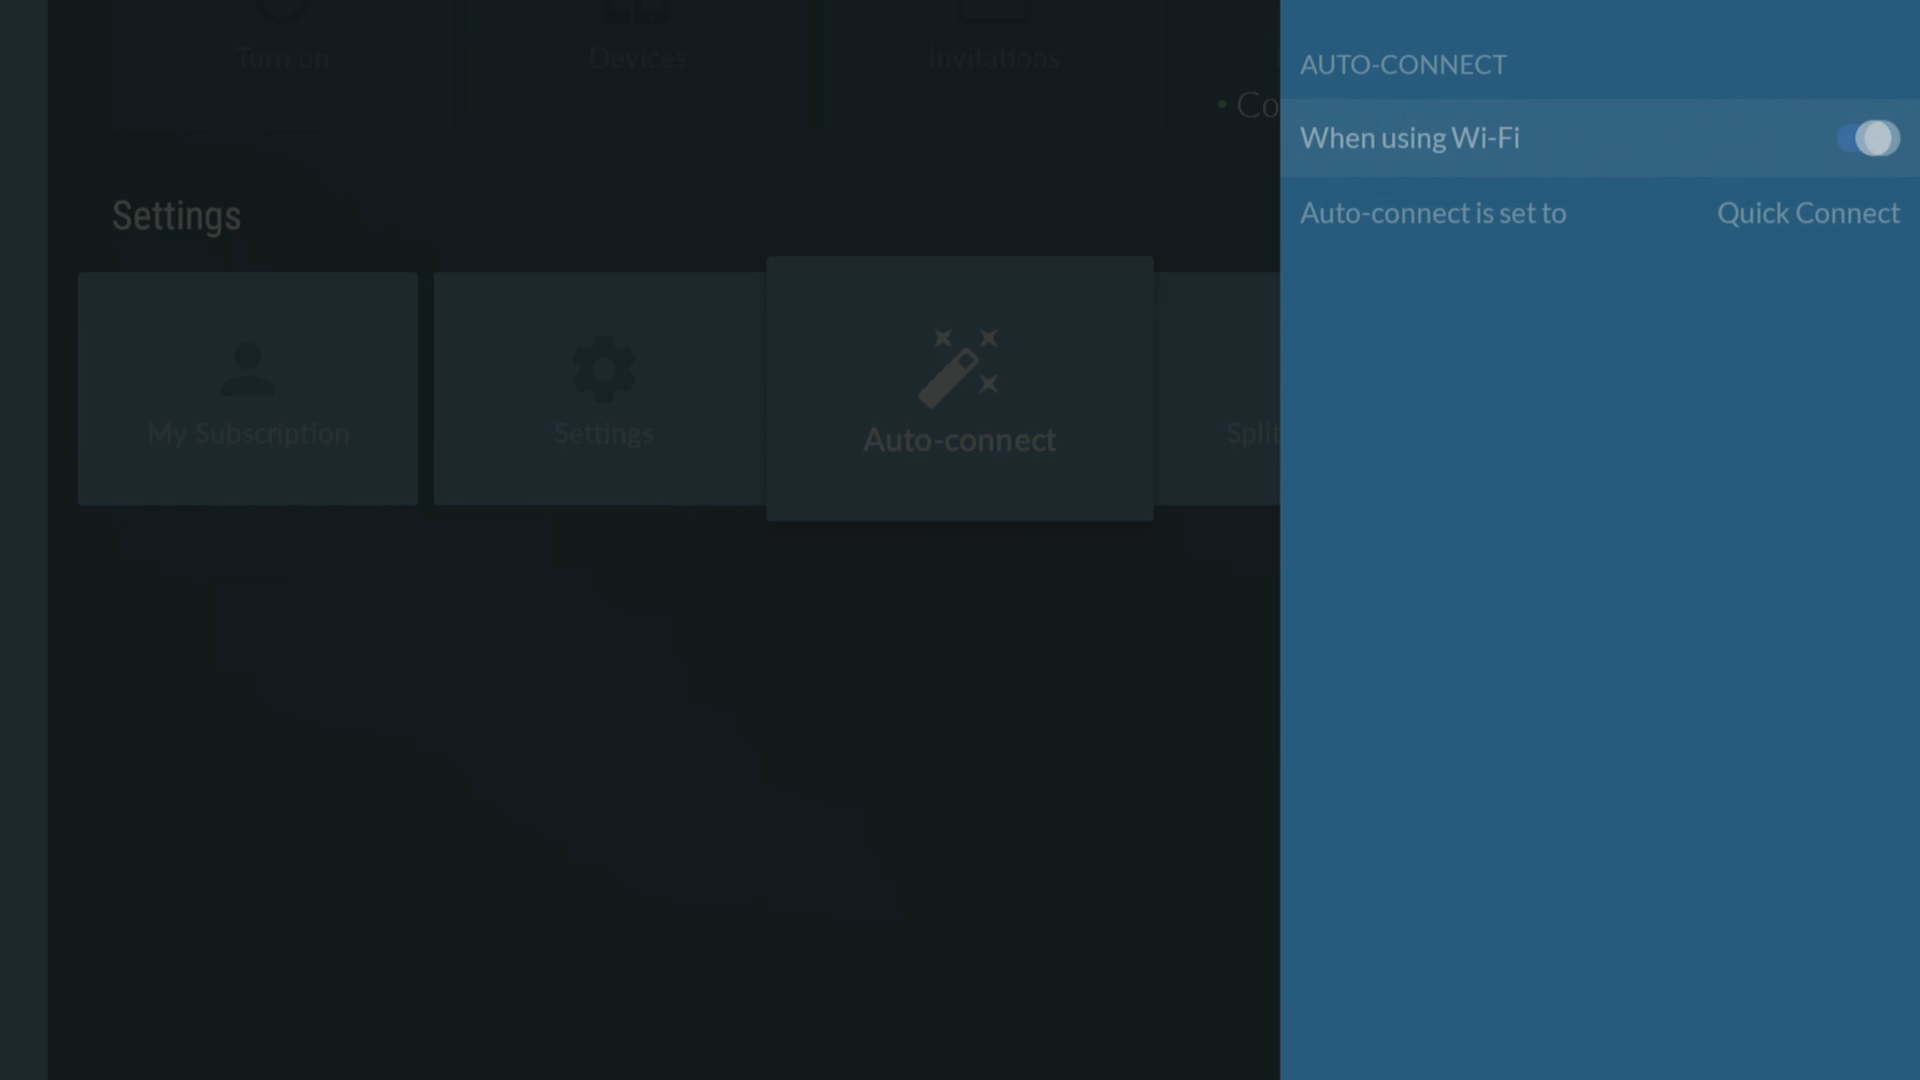 Turn on
Devices
Invitations
• Co
Settings
My Subscription
Settings
Auto-connect
Split
AUTO-CONNECT
When using Wi-Fi
Auto-connect is set to
Quick Connect